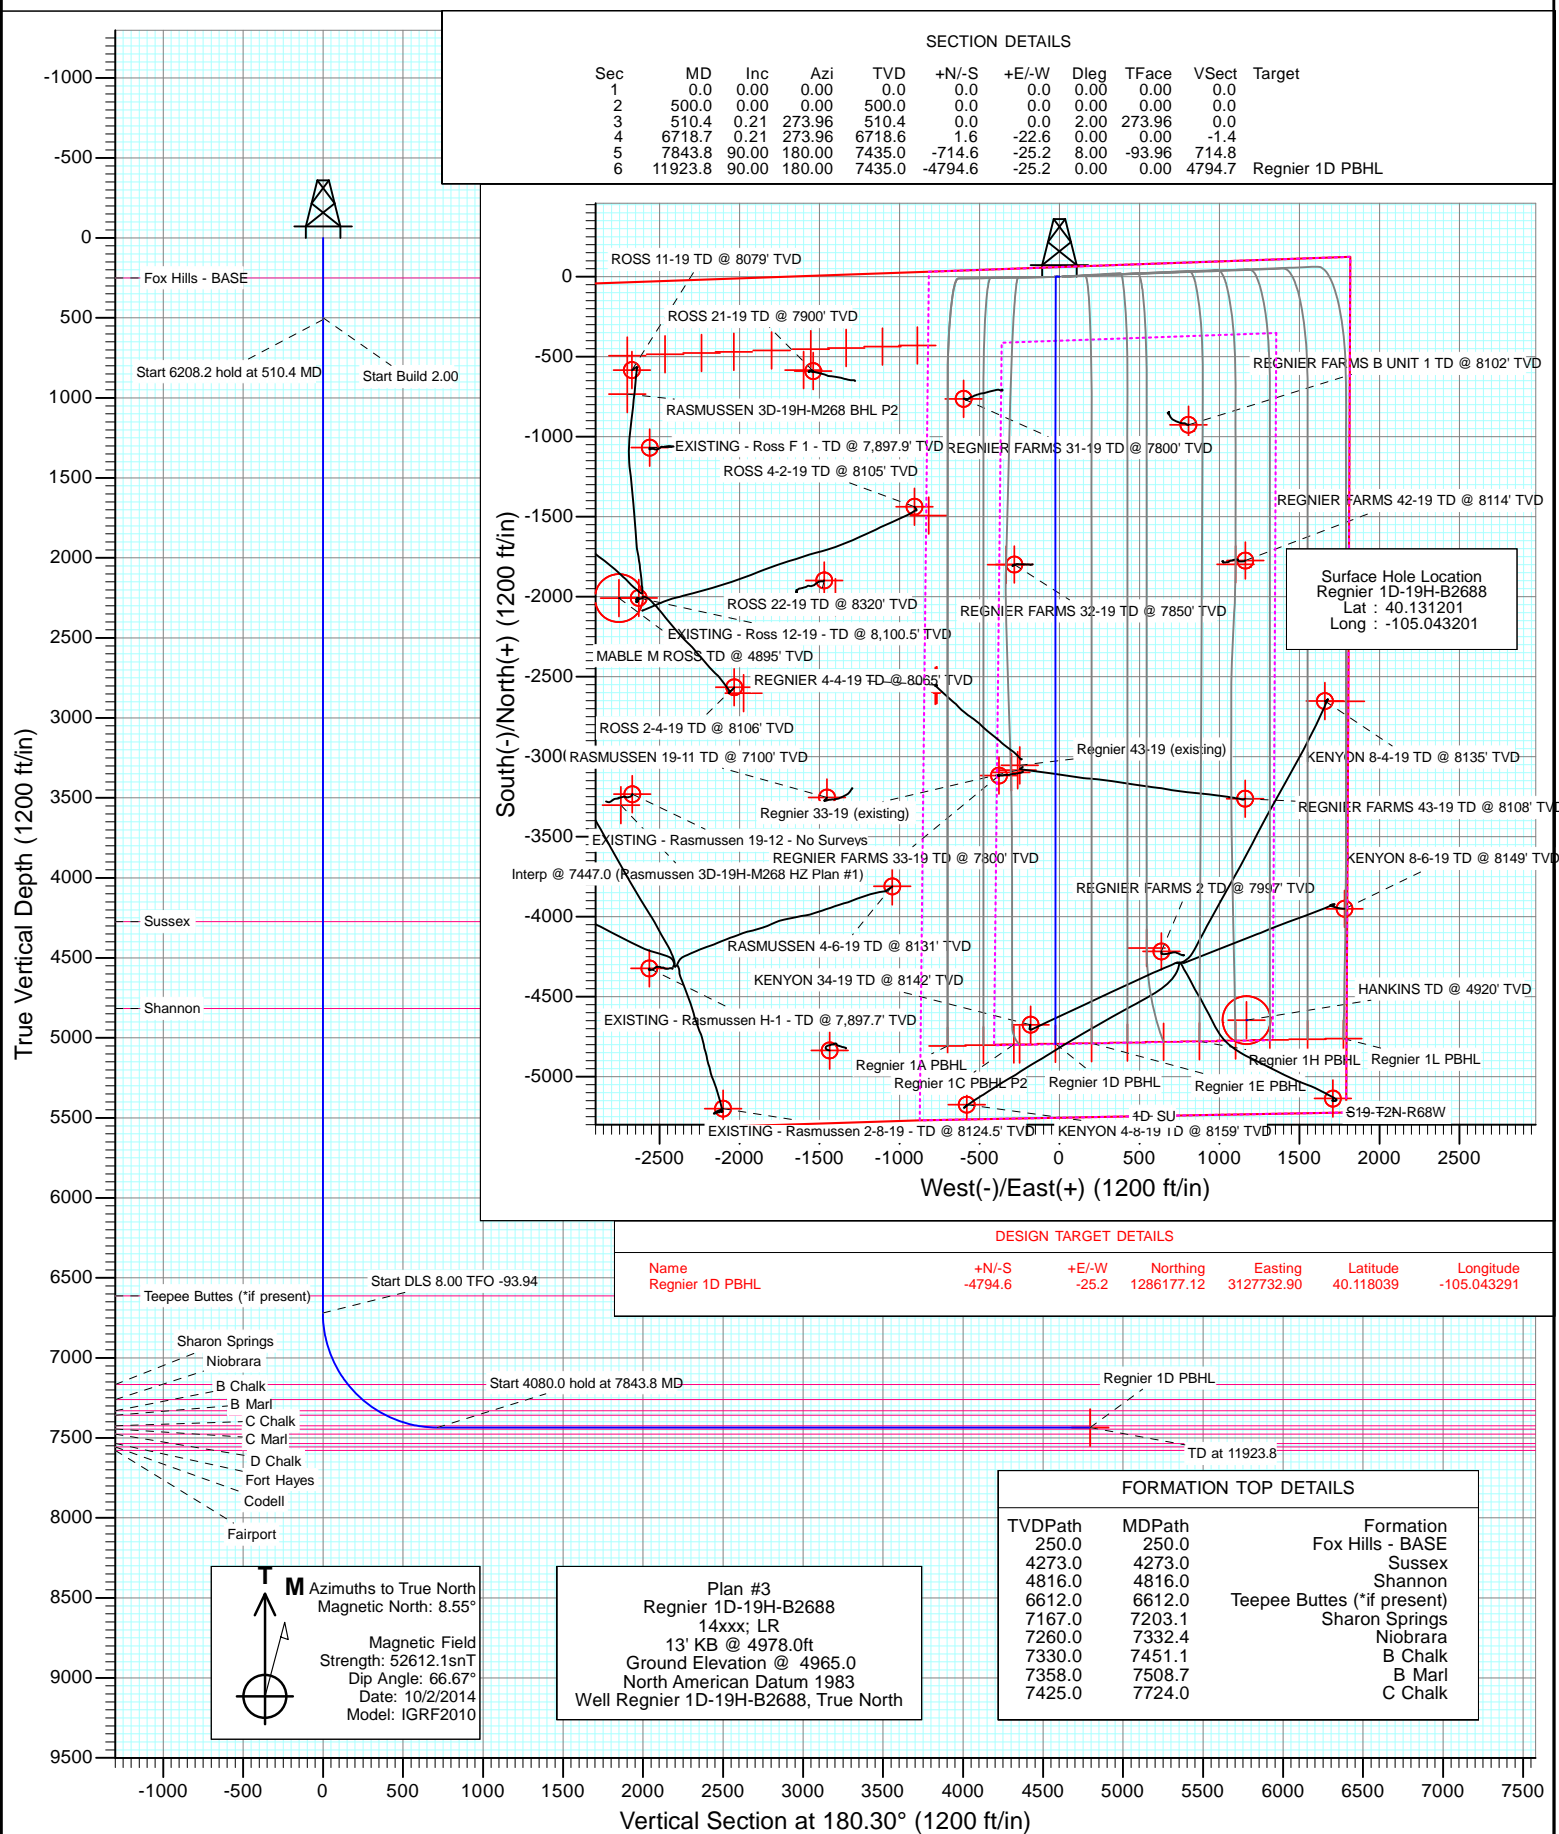 SECTION DETAILS
Sec MD Inc Azi TVD +N/-S +E/-W Dleg TFace VSect Target
1 0.0 0.00 0.00 0.0 0.0 0.0 0.00 0.00 0.0
2 500.0 0.00 0.00 500.0 0.0 0.0 0.00 0.00 0.0
3 510.4 0.21 273.96 510.4 0.0 0.0 2.00 273.96 0.0
4 6718.7 0.21 273.96 6718.6 1.6 -22.6 0.00 0.00 -1.4
5 7843.8 90.00 180.00 7435.0 -714.6 -25.2 8.00 -93.96 714.8
6 11923.8 90.00 180.00 7435.0 -4794.6 -25.2 0.00 0.00 4794.7 Regnier 1D PBHL
True Vertical Depth (1200 ft/in)
-1000
-500
0
500
1000
1500
2000
2500
3000
3500
4000
4500
5000
5500
6000
6500
7000
7500
8000
8500
9000
9500
Fox Hills - BASE
Start 6208.2 hold at 510.4 MD
Start Build 2.00
Sussex
Shannon
Start DLS 8.00 TFO -93.94
Teepee Buttes (*if present)
Sharon Springs
Niobrara
B Chalk
B Marl
C Chalk
C Marl
D Chalk
Fort Hayes
Codell
Fairport
Start 4080.0 hold at 7843.8 MD
Regnier 1D PBHL
TD at 11923.8
-1000 -500 0 500 1000 1500 2000 2500 3000 3500 4000 4500 5000 5500 6000 6500 7000 7500
Vertical Section at 180.30° (1200 ft/in)
South(-)/North(+) (1200 ft/in)
0
-500
-1000
-1500
-2000
-2500
-3000
-3500
-4000
-4500
-5000
ROSS 11-19 TD @ 8079' TVD
ROSS 21-19 TD @ 7900' TVD
REGNIER FARMS B UNIT 1 TD @ 8102' TVD
RASMUSSEN 3D-19H-M268 BHL P2
EXISTING - Ross F 1 - TD @ 7,897.9' TVD
REGNIER FARMS 31-19 TD @ 7800' TVD
ROSS 4-2-19 TD @ 8105' TVD
REGNIER FARMS 42-19 TD @ 8114' TVD
Surface Hole Location
Regnier 1D-19H-B2688
Lat : 40.131201
Long : -105.043201
ROSS 22-19 TD @ 8320' TVD
REGNIER FARMS 32-19 TD @ 7850' TVD
EXISTING - Ross 12-19 - TD @ 8,100.5' TVD
MABLE M ROSS TD @ 4895' TVD
REGNIER 4-4-19 TD @ 8065' TVD
ROSS 2-4-19 TD @ 8106' TVD
Regnier 43-19 (existing)
RASMUSSEN 19-11 TD @ 7100' TVD
KENYON 8-4-19 TD @ 8135' TVD
Regnier 33-19 (existing)
REGNIER FARMS 43-19 TD @ 8108' TVD
EXISTING - Rasmussen 19-12 - No Surveys
REGNIER FARMS 33-19 TD @ 7800' TVD
KENYON 8-6-19 TD @ 8149' TVD
Interp @ 7447.0 (Rasmussen 3D-19H-M268 HZ Plan #1)
REGNIER FARMS 2 TD @ 7997' TVD
RASMUSSEN 4-6-19 TD @ 8131' TVD
KENYON 34-19 TD @ 8142' TVD
HANKINS TD @ 4920' TVD
EXISTING - Rasmussen H-1 - TD @ 7,897.7' TVD
Regnier 1A PBHL
Regnier 1H PBHL
Regnier 1L PBHL
Regnier 1C PBHL P2
Regnier 1D PBHL
Regnier 1E PBHL
1D SU
S19-T2N-R68W
EXISTING - Rasmussen 2-8-19 - TD @ 8124.5' TVD
KENYON 4-8-19 TD @ 8159' TVD
-2500 -2000 -1500 -1000 -500 0 500 1000 1500 2000 2500
West(-)/East(+) (1200 ft/in)
DESIGN TARGET DETAILS
Name +N/-S +E/-W Northing Easting Latitude Longitude
Regnier 1D PBHL -4794.6 -25.2 1286177.12 3127732.90 40.118039 -105.043291
FORMATION TOP DETAILS
TVDPath MDPath Formation
250.0 250.0 Fox Hills - BASE
4273.0 4273.0 Sussex
4816.0 4816.0 Shannon
6612.0 6612.0 Teepee Buttes (*if present)
7167.0 7203.1 Sharon Springs
7260.0 7332.4 Niobrara
7330.0 7451.1 B Chalk
7358.0 7508.7 B Marl
7425.0 7724.0 C Chalk
T
M Azimuths to True North
Magnetic North: 8.55°
Magnetic Field
Strength: 52612.1snT
Dip Angle: 66.67°
Date: 10/2/2014
Model: IGRF2010
Plan #3
Regnier 1D-19H-B2688
14xxx; LR
13' KB @ 4978.0ft
Ground Elevation @ 4965.0
North American Datum 1983
Well Regnier 1D-19H-B2688, True North